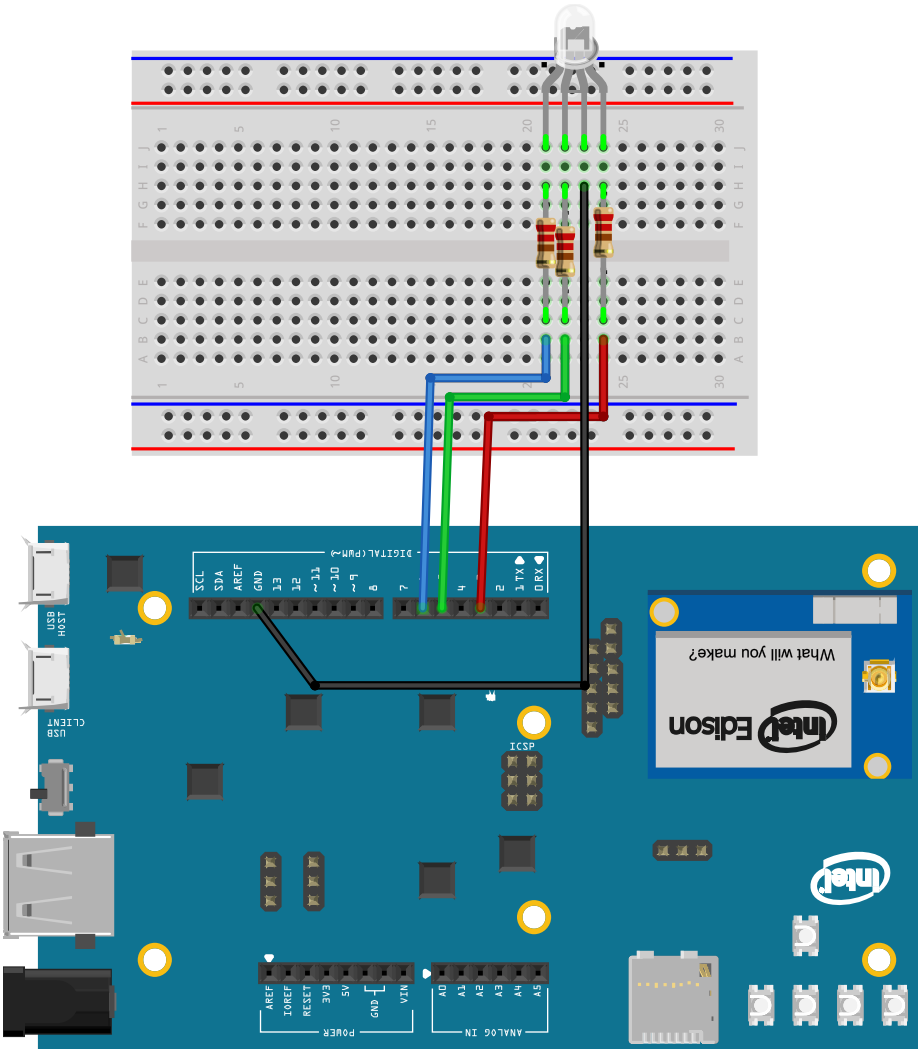 1 5 10 15 20 25 30
J J
I I
H H
G G
F F
E E
D D
C C
B B
A A
1 5 10 15 20 25 30
DIGITAL(PWM~)
SCL SDA AREF GND 13 12 ~11 ~10 ~9 8 7 4 2 1 TX 0 RX
USB HOST
What will you make?
intel Edison
CLIENT USB
ICSP
intel
AREF IOREF RESET 3V3 5V GND VIN A0 A1 A2 A3 A4 A5
POWER ANALOG IN